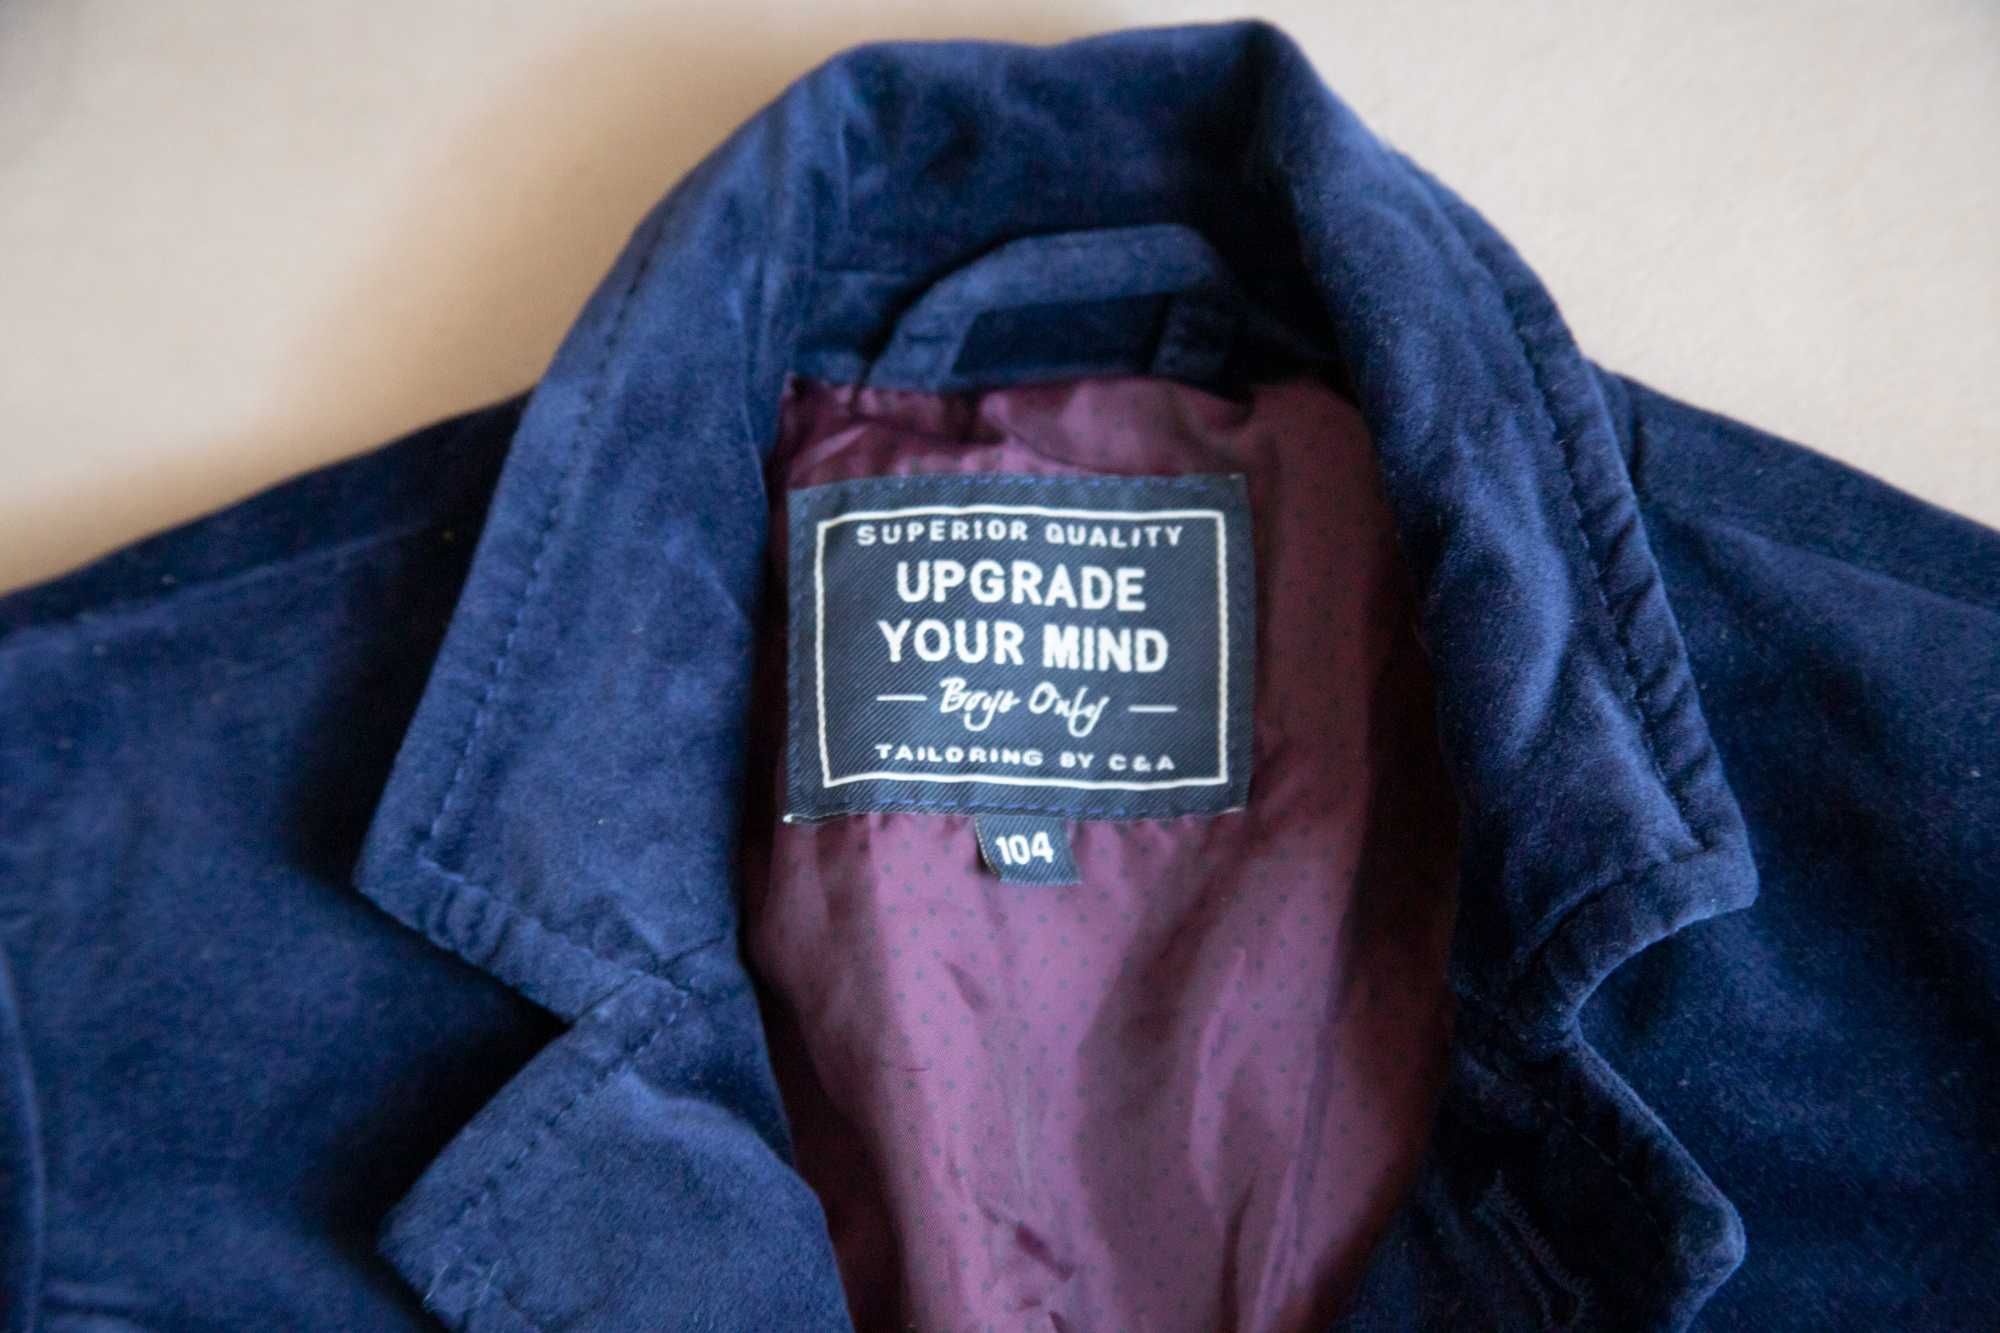 SUPERIOR QUALITY
UPGRADE
YOUR MIND
Boys Only
TAILORING BY C&A
104